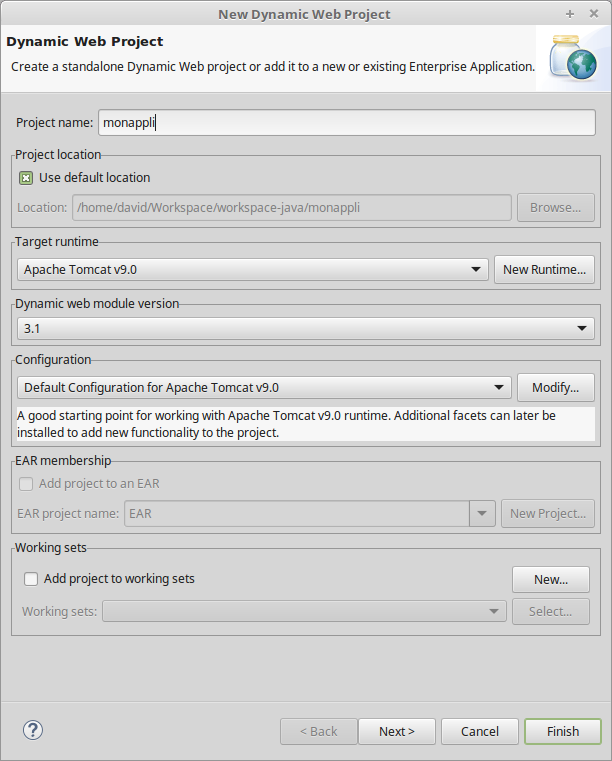 New Dynamic Web Project
Dynamic Web Project
Create a standalone Dynamic Web project or add it to a new or existing Enterprise Application.
Project name: monappli
Project location
Use default location
Location: /home/david/Workspace/workspace-java/monappli Browse...
Target runtime
Apache Tomcat v9.0 New Runtime...
Dynamic web module version
3.1
Configuration
Default Configuration for Apache Tomcat v9.0 Modify...
A good starting point for working with Apache Tomcat v9.0 runtime. Additional facets can later be
installed to add new functionality to the project.
EAR membership
Add project to an EAR
EAR project name: EAR New Project...
Working sets
Add project to working sets New...
Working sets: Select...
? < Back Next > Cancel Finish